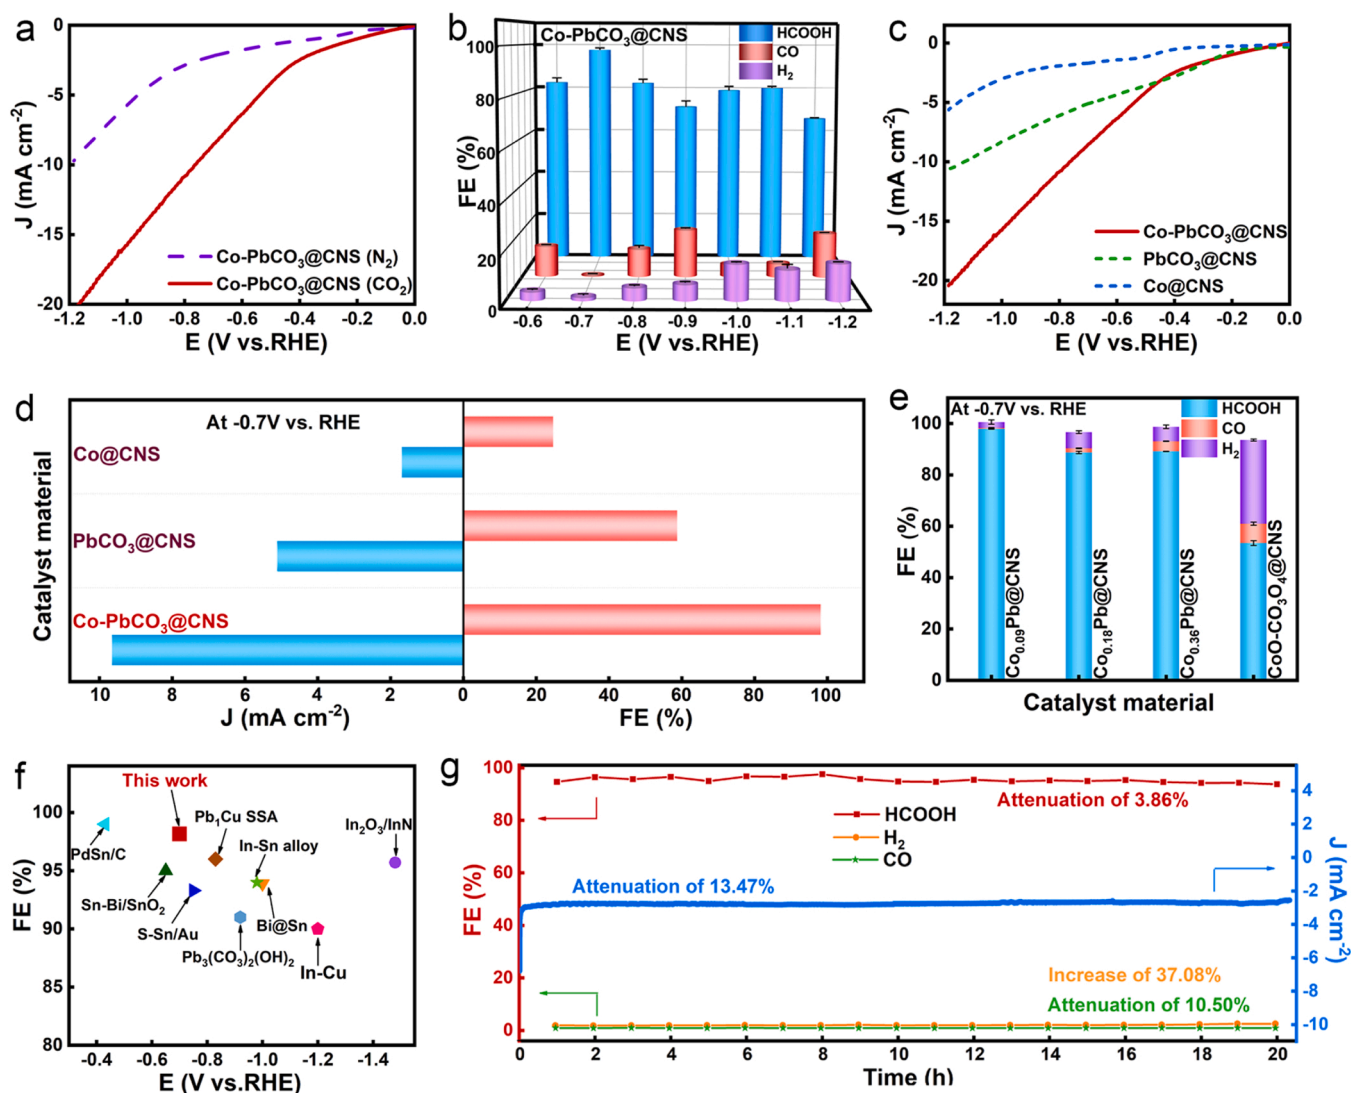 a
0
-5
-10
-15
-20
J (mA cm-2)
Co-PbCO3@CNS (N2)
Co-PbCO3@CNS (CO2)
-1.2 -1.0 -0.8 -0.6 -0.4 -0.2 0.0
E (V vs.RHE)
b
Co-PbCO3@CNS
HCOOH
CO
H2
100
80
60
40
20
0
FE (%)
-0.6 -0.7 -0.8 -0.9 -1.0 -1.1 -1.2
E (V vs.RHE)
c
0
-5
-10
-15
-20
J (mA cm-2)
Co-PbCO3@CNS
PbCO3@CNS
Co@CNS
-1.2 -1.0 -0.8 -0.6 -0.4 -0.2 0.0
E (V vs.RHE)
d
At -0.7V vs. RHE
Catalyst material
Co@CNS
PbCO3@CNS
Co-PbCO3@CNS
10 8 6 4 2 0 20 40 60 80 100
J (mA cm-2) FE (%)
e
At -0.7V vs. RHE
HCOOH
CO
H2
100
80
60
40
20
0
FE (%)
Co0.09Pb@CNS
Co0.18Pb@CNS
Co0.36Pb@CNS
CoO-CO3O4@CNS
Catalyst material
f
This work
PdSn/C
Pb1Cu SSA
In2O3/InN
In-Sn alloy
Sn-Bi/SnO2
S-Sn/Au
Bi@Sn
Pb3(CO3)2(OH)2
In-Cu
100
95
90
85
80
FE (%)
-0.4 -0.6 -0.8 -1.0 -1.2 -1.4
E (V vs.RHE)
g
100
80
60
40
20
0
FE (%)
Attenuation of 3.86%
HCOOH
H2
CO
Attenuation of 13.47%
Increase of 37.08%
Attenuation of 10.50%
4
2
0
-2
-4
-6
-8
-10
J (mA cm-2)
0 2 4 6 8 10 12 14 16 18 20
Time (h)